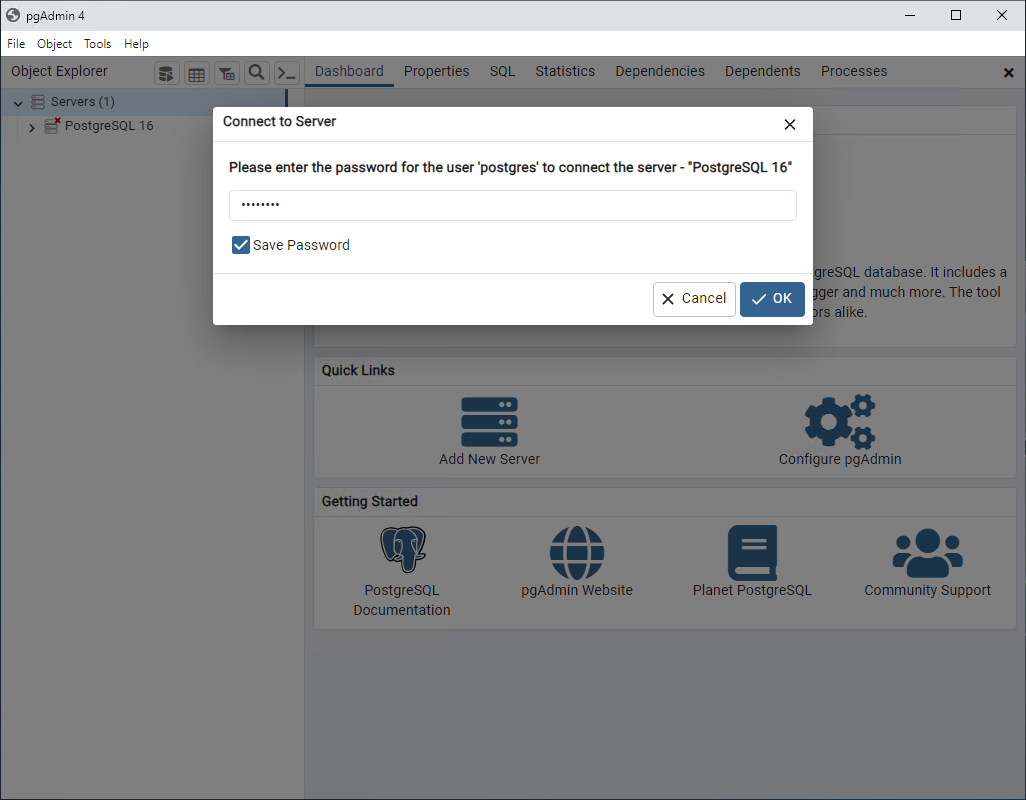 pgAdmin 4
File Object Tools Help
Object Explorer
Dashboard Properties SQL Statistics Dependencies Dependents Processes
Servers (1)
PostgreSQL 16
Connect to Server
Please enter the password for the user 'postgres' to connect the server - "PostgreSQL 16"
••••••••
Save Password
Cancel OK
greSQL database. It includes a
gger and much more. The tool
ors alike.
Quick Links
Add New Server
Configure pgAdmin
Getting Started
PostgreSQL
Documentation
pgAdmin Website
Planet PostgreSQL
Community Support